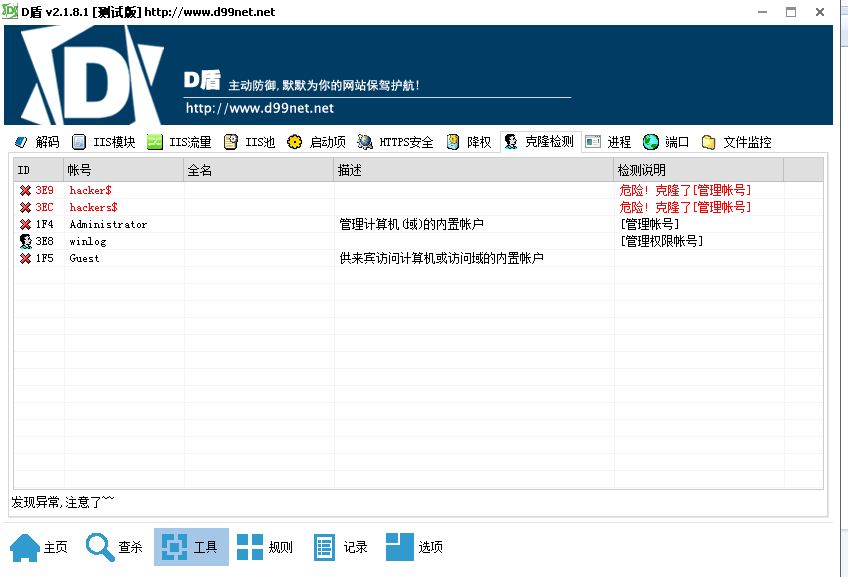 D盾 v2.1.8.1 [测试版] http://www.d99net.net
D盾 主动防御,默默为你的网站保驾护航!
http://www.d99net.net
解码 IIS模块 IIS流量 IIS池 启动项 HTTPS安全 降权 克隆检测 进程 端口 文件监控
ID 帐号 全名 描述 检测说明
3E9 hacker$ 危险! 克隆了[管理帐号]
3EC hackers$ 危险! 克隆了[管理帐号]
1F4 Administrator 管理计算机(域)的内置帐户 [管理帐号]
3E8 winlog [管理权限帐号]
1F5 Guest 供来宾访问计算机或访问域的内置帐户
发现异常,注意了~~
主页 查杀 工具 规则 记录 选项